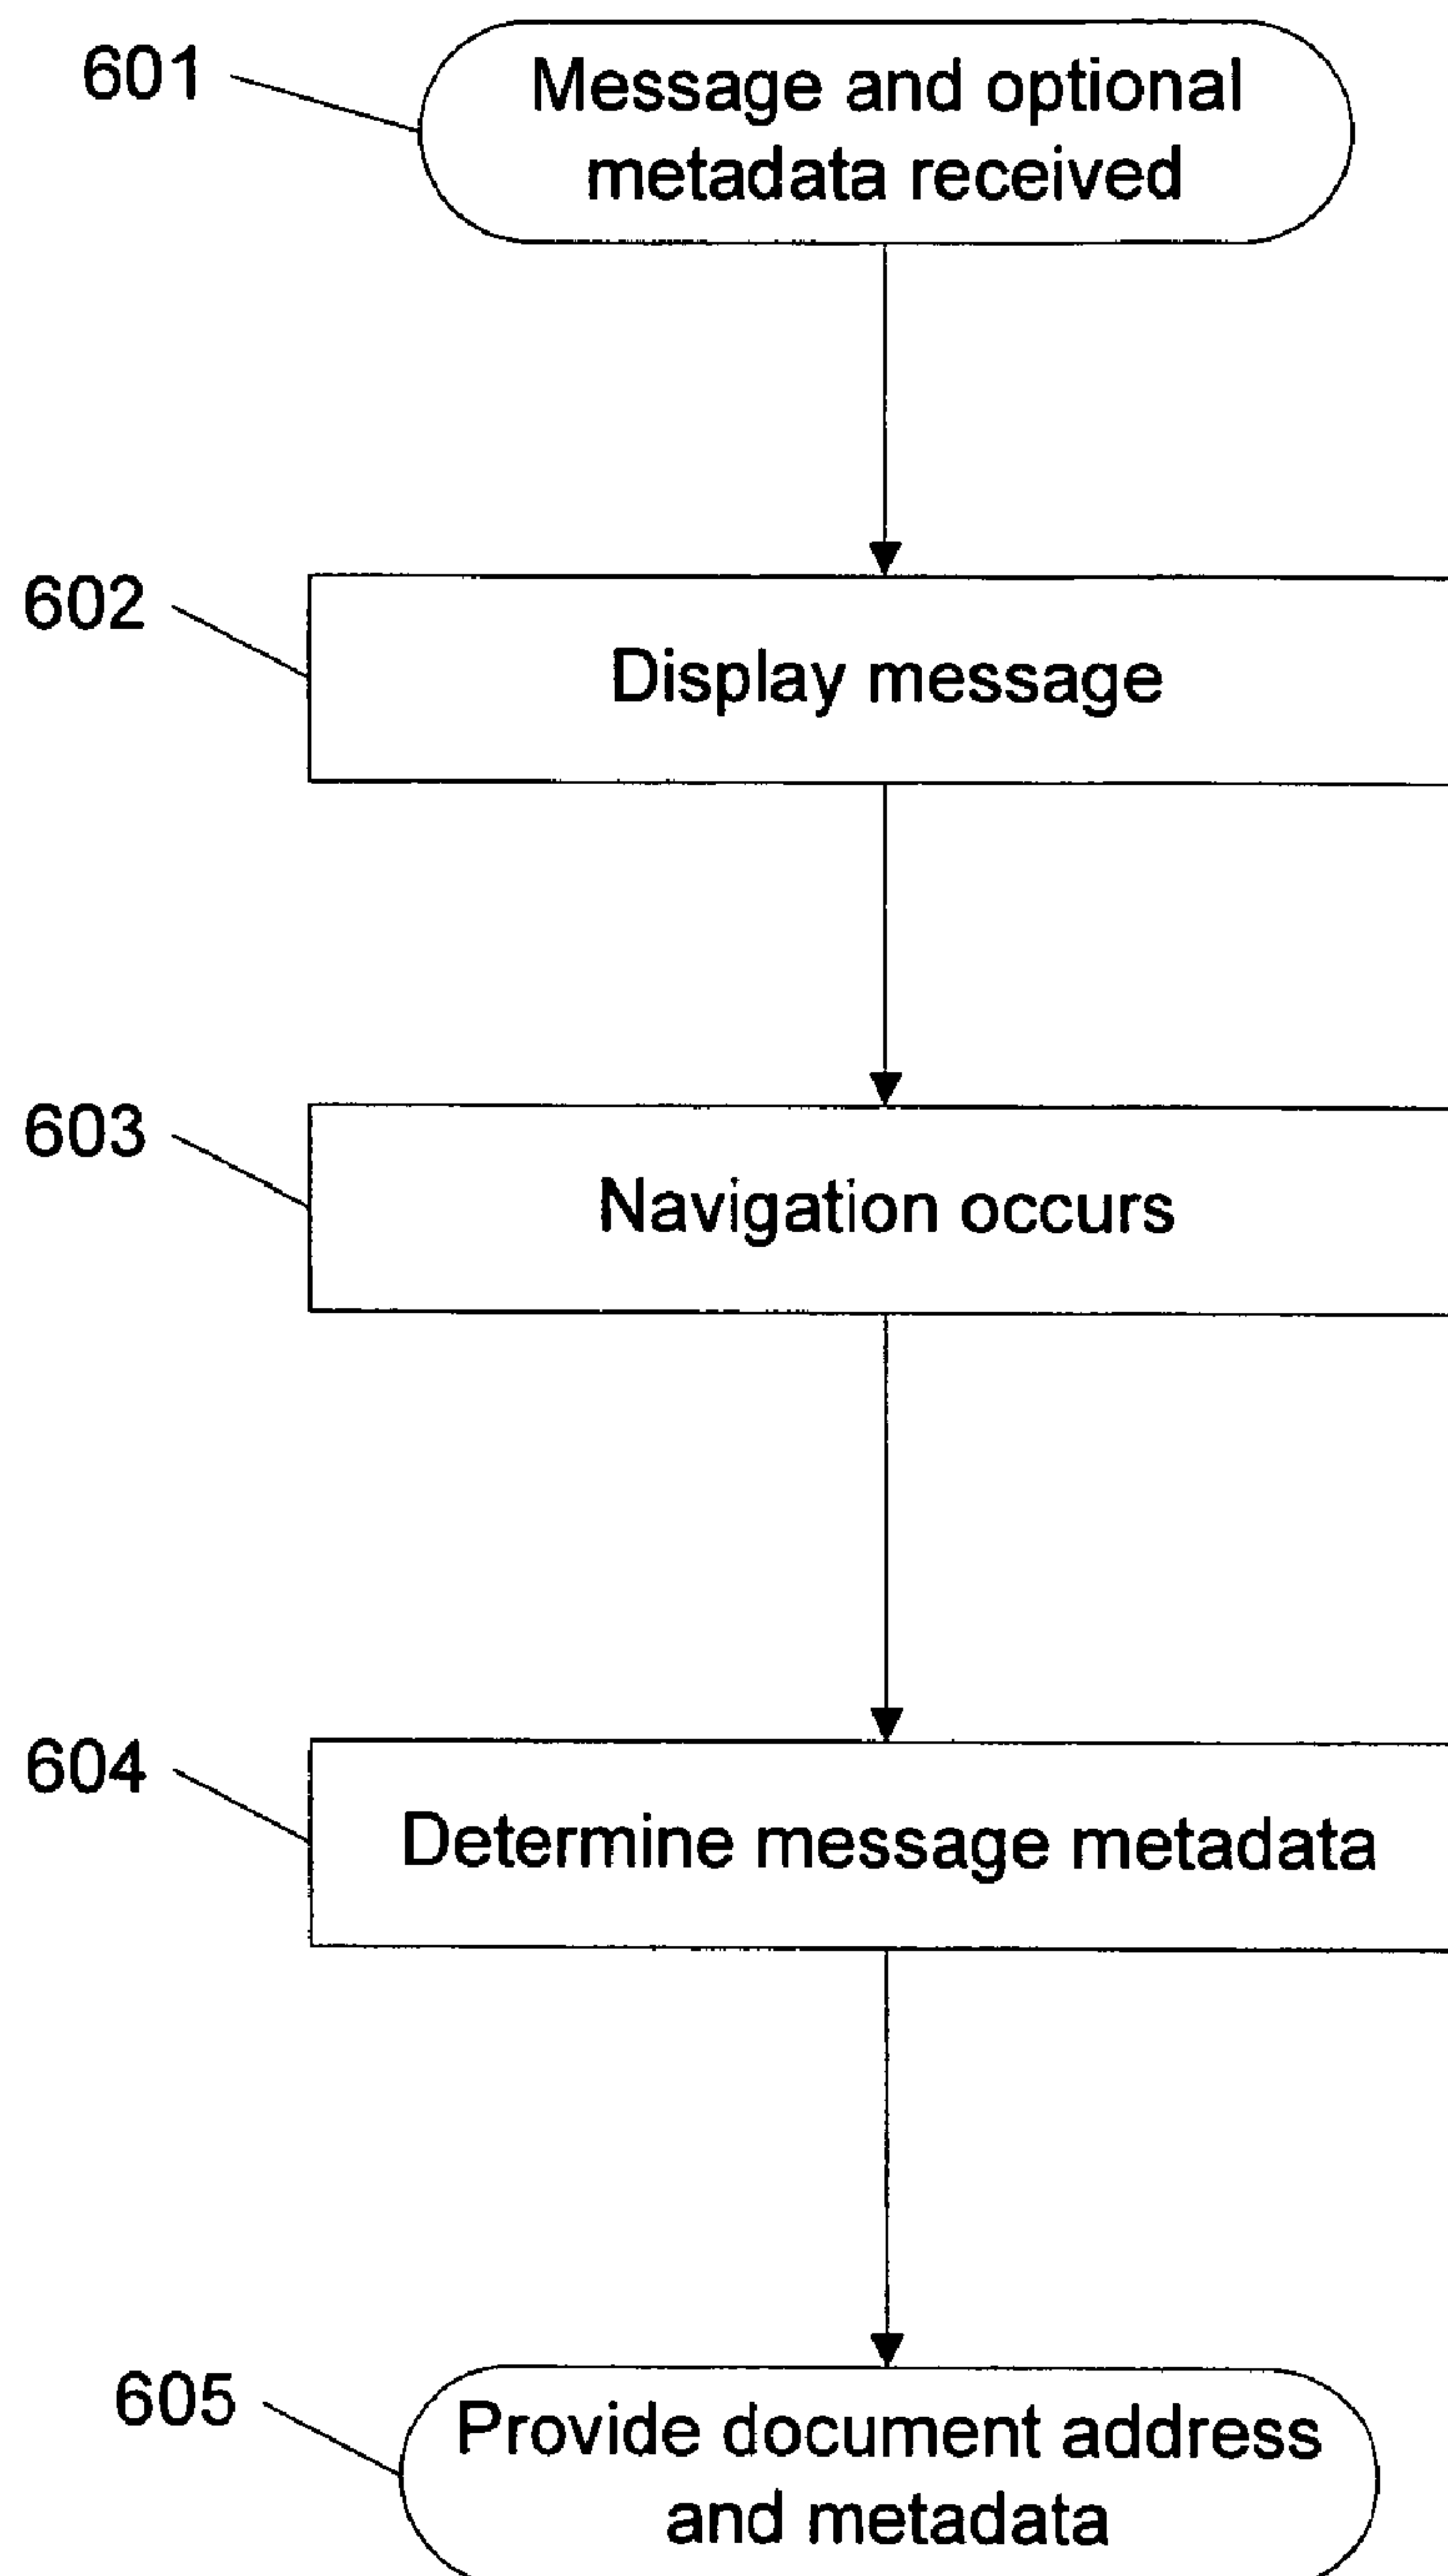 601
Message and optional
metadata received
602
Display message
603
Navigation occurs
604
Determine message metadata
605
Provide document address
and metadata